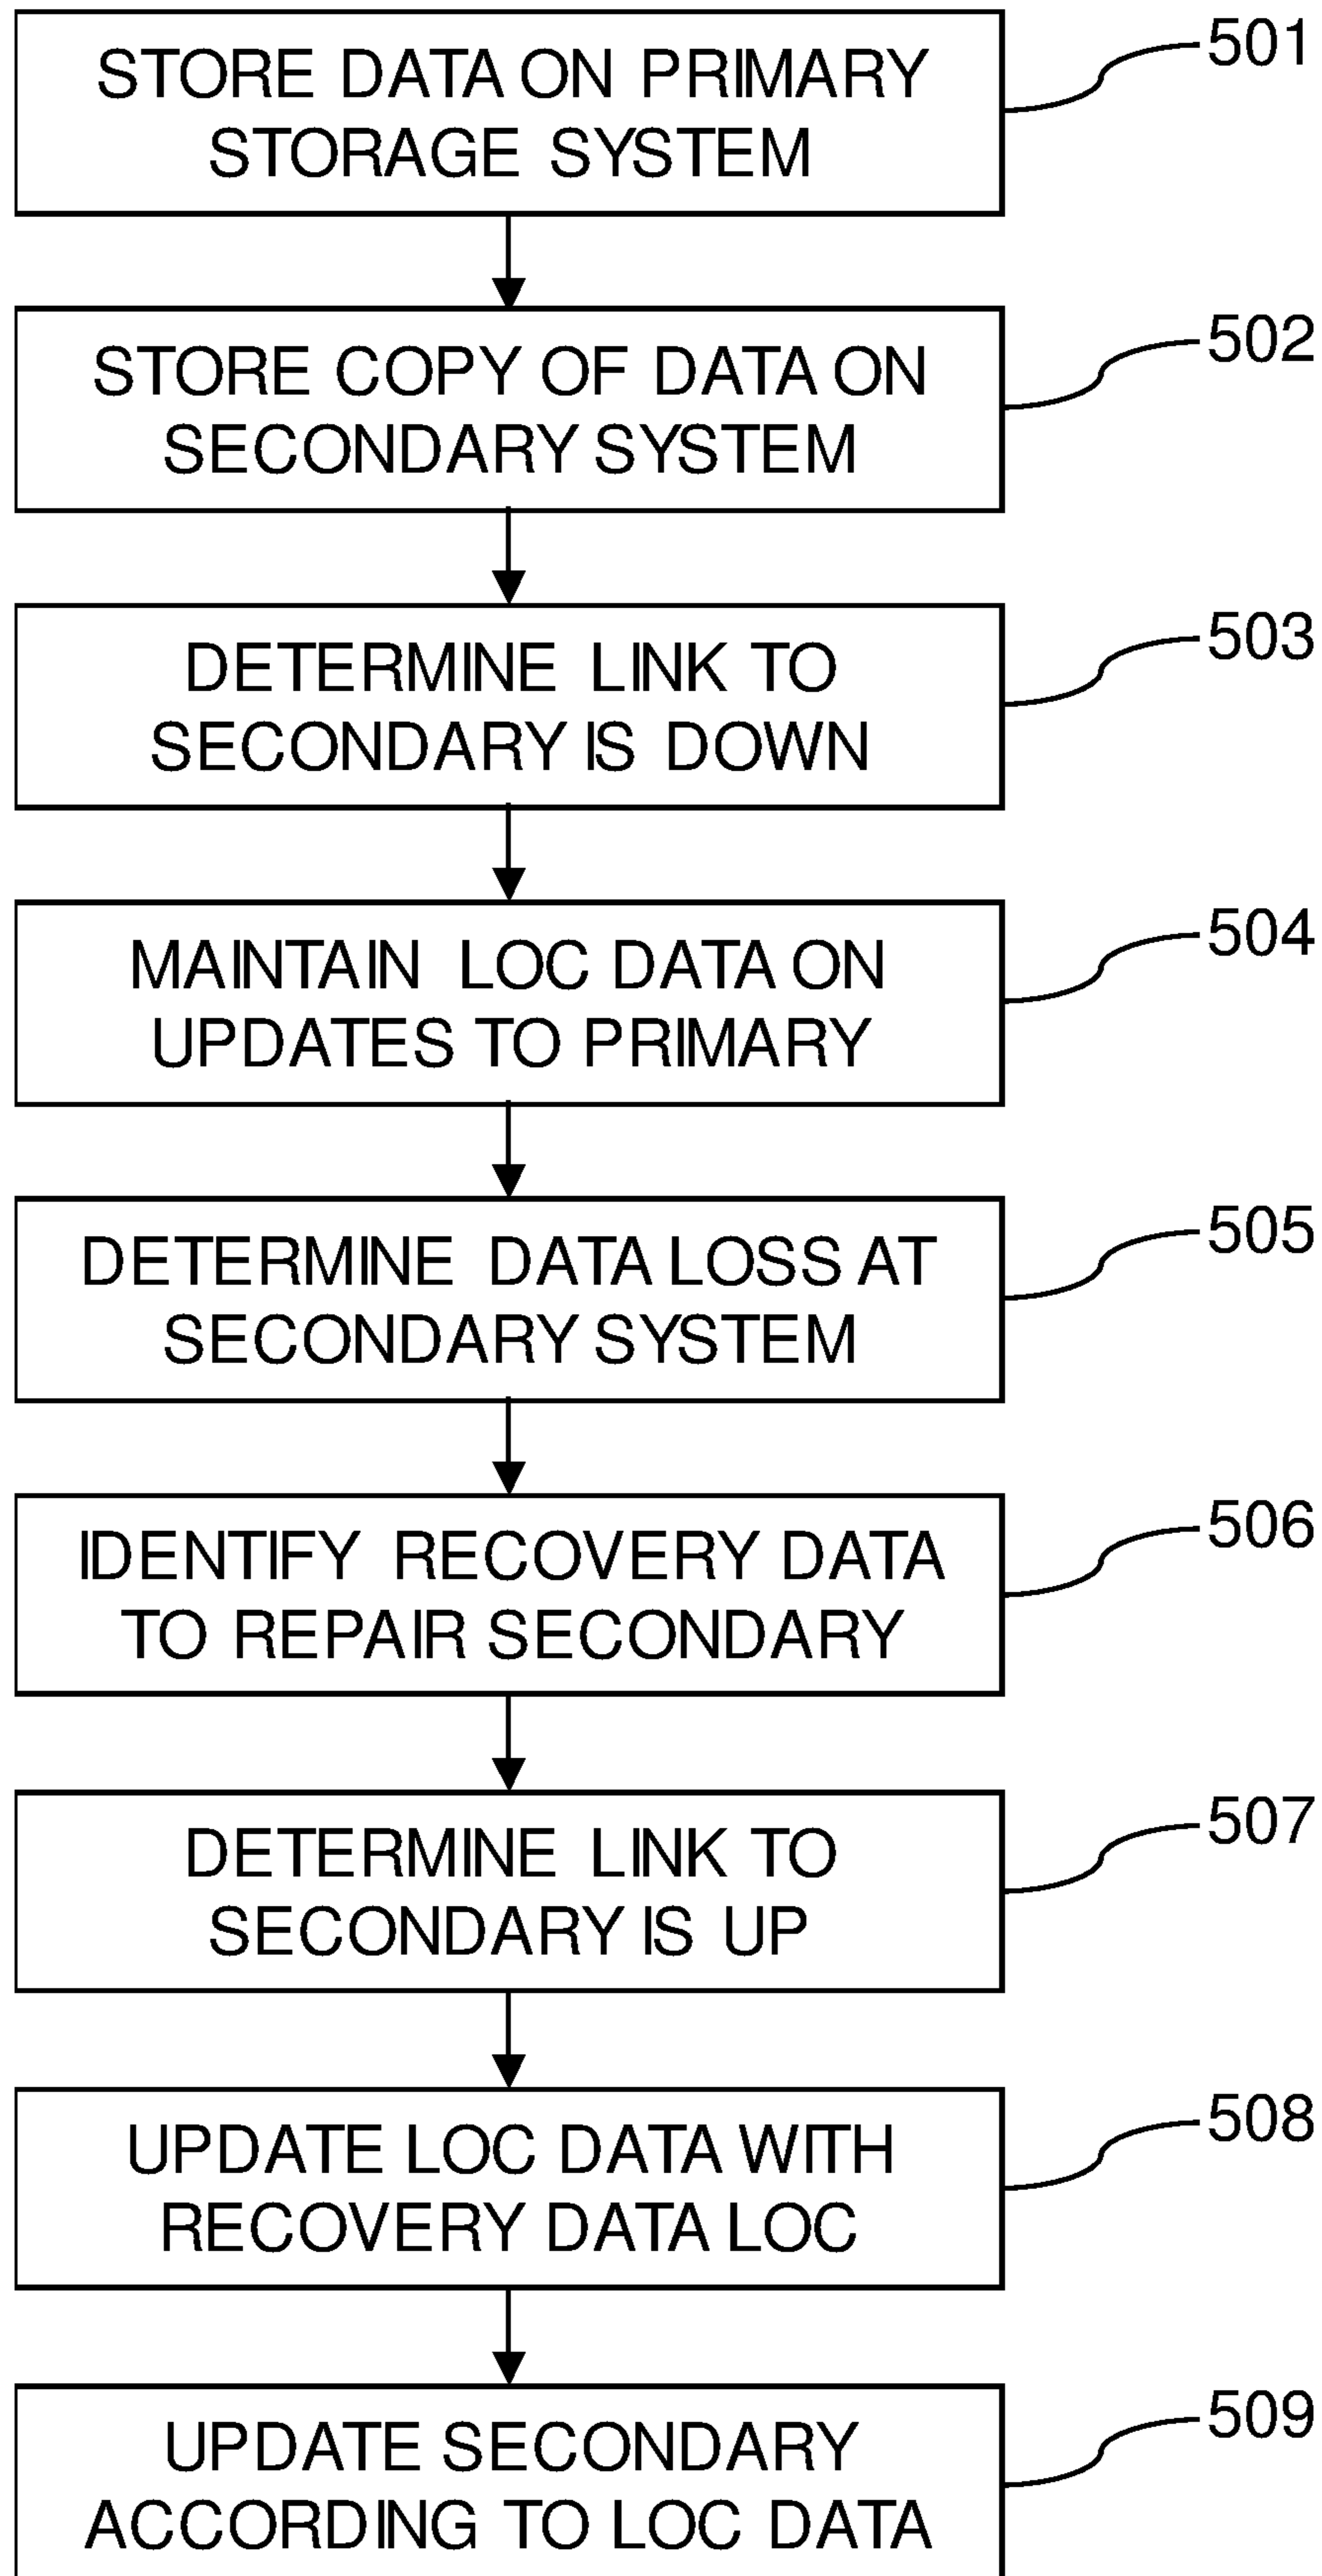 STORE DATA ON PRIMARY
STORAGE SYSTEM
501
STORE COPY OF DATA ON
SECONDARY SYSTEM
502
DETERMINE LINK TO
SECONDARY IS DOWN
503
MAINTAIN LOC DATA ON
UPDATES TO PRIMARY
504
DETERMINE DATA LOSS AT
SECONDARY SYSTEM
505
IDENTIFY RECOVERY DATA
TO REPAIR SECONDARY
506
DETERMINE LINK TO
SECONDARY IS UP
507
UPDATE LOC DATA WITH
RECOVERY DATA LOC
508
UPDATE SECONDARY
ACCORDING TO LOC DATA
509